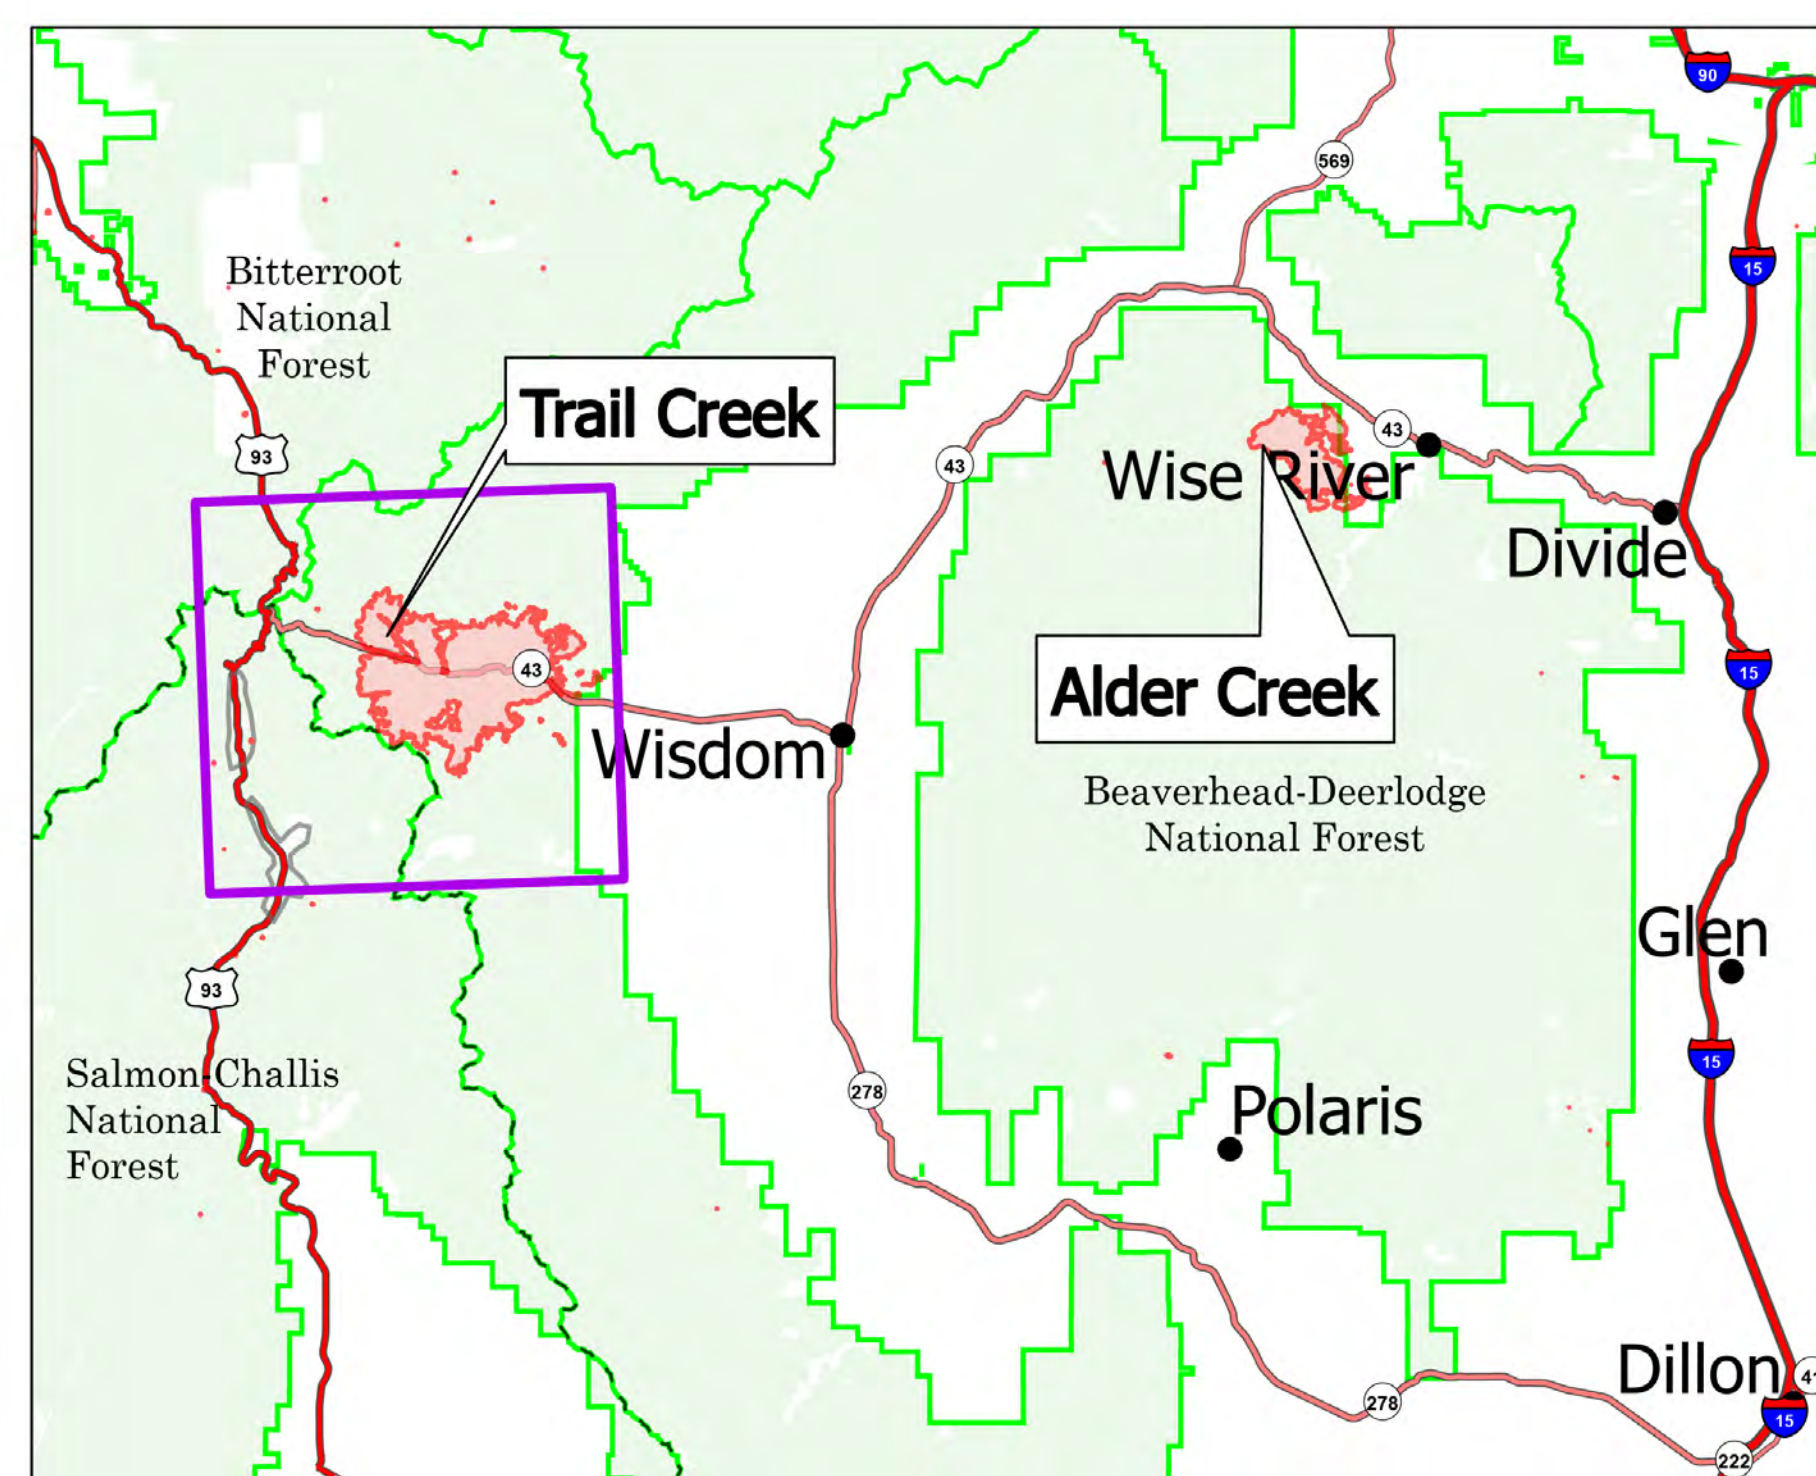 90
569
15
Bitterroot
National
Forest
Trail Creek
93
43
43
Wise River
Divide
43
15
Alder Creek
Wisdom
Beaverhead-Deerlodge
National Forest
Glen
93
15
Salmon-Challis
National
Forest
278
Polaris
Dillon
41
278
15
222